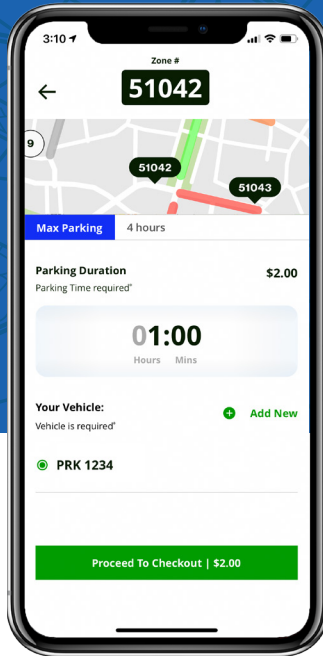 3:10
Zone #
51042
9
51042
51043
Max Parking 4 hours
Parking Duration $2.00
Parking Time required*
01:00
Hours Mins
Your Vehicle: Add New
Vehicle is required*
PRK 1234
Proceed To Checkout | $2.00